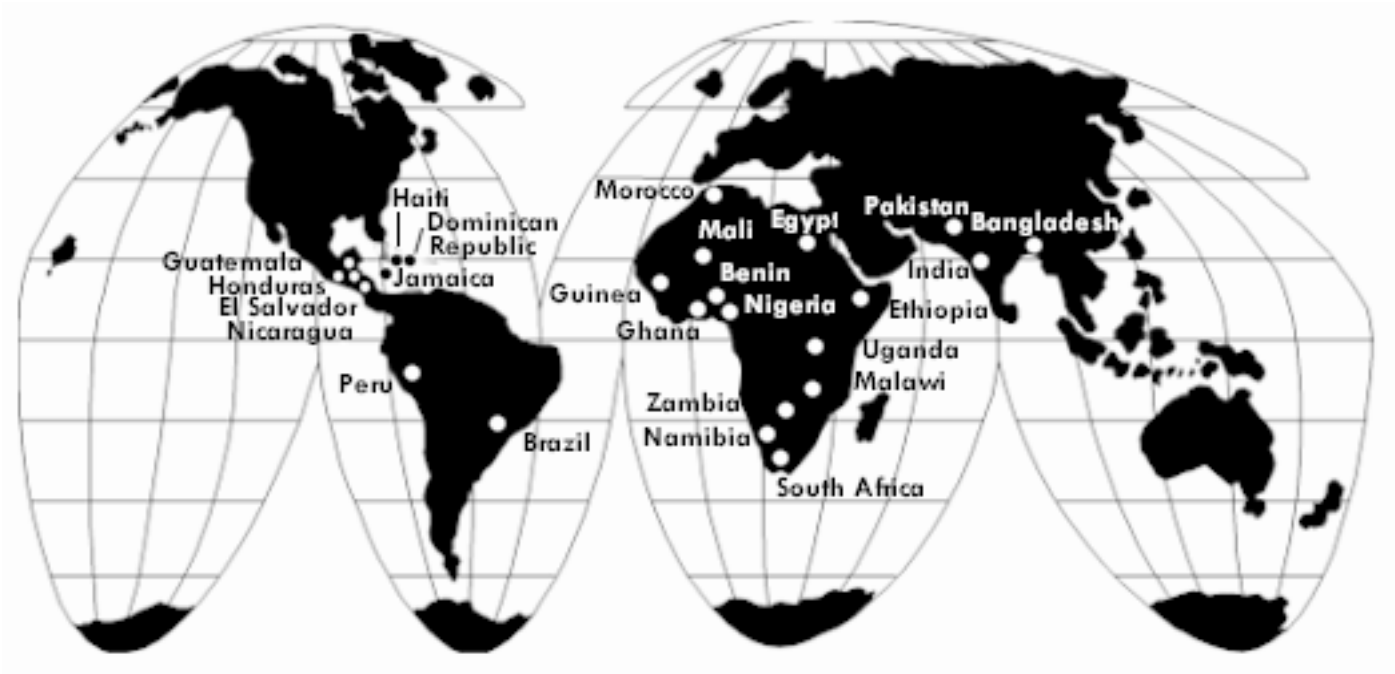 Haiti
Dominican
Republic
Guatemala
Jamaica
Honduras
El Salvador
Nicaragua
Peru
Brazil
Morocco
Mali
Egypt
Pakistan
Bangladesh
India
Benin
Guinea
Nigeria
Ethiopia
Ghana
Uganda
Malawi
Zambia
Namibia
South Africa